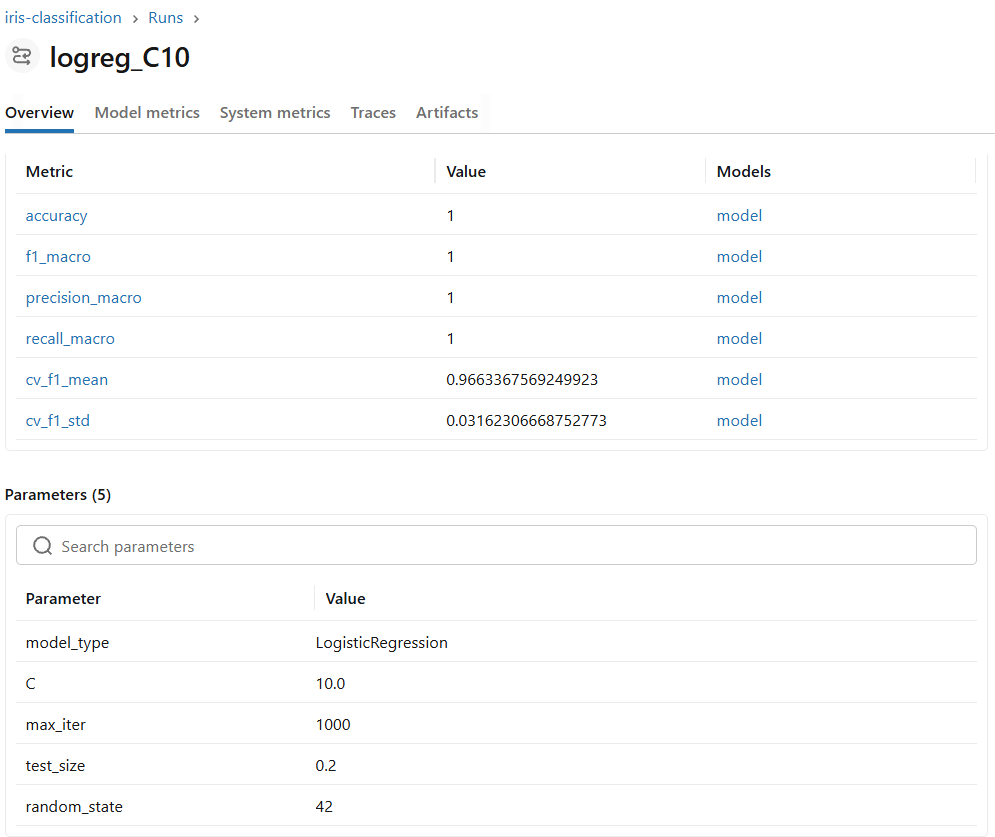 iris-classification > Runs >
logreg_C10
Overview Model metrics System metrics Traces Artifacts
Metric Value Models
accuracy 1 model
f1_macro 1 model
precision_macro 1 model
recall_macro 1 model
cv_f1_mean 0.9663367569249923 model
cv_f1_std 0.03162306668752773 model
Parameters (5)
Search parameters
Parameter Value
model_type LogisticRegression
C 10.0
max_iter 1000
test_size 0.2
random_state 42